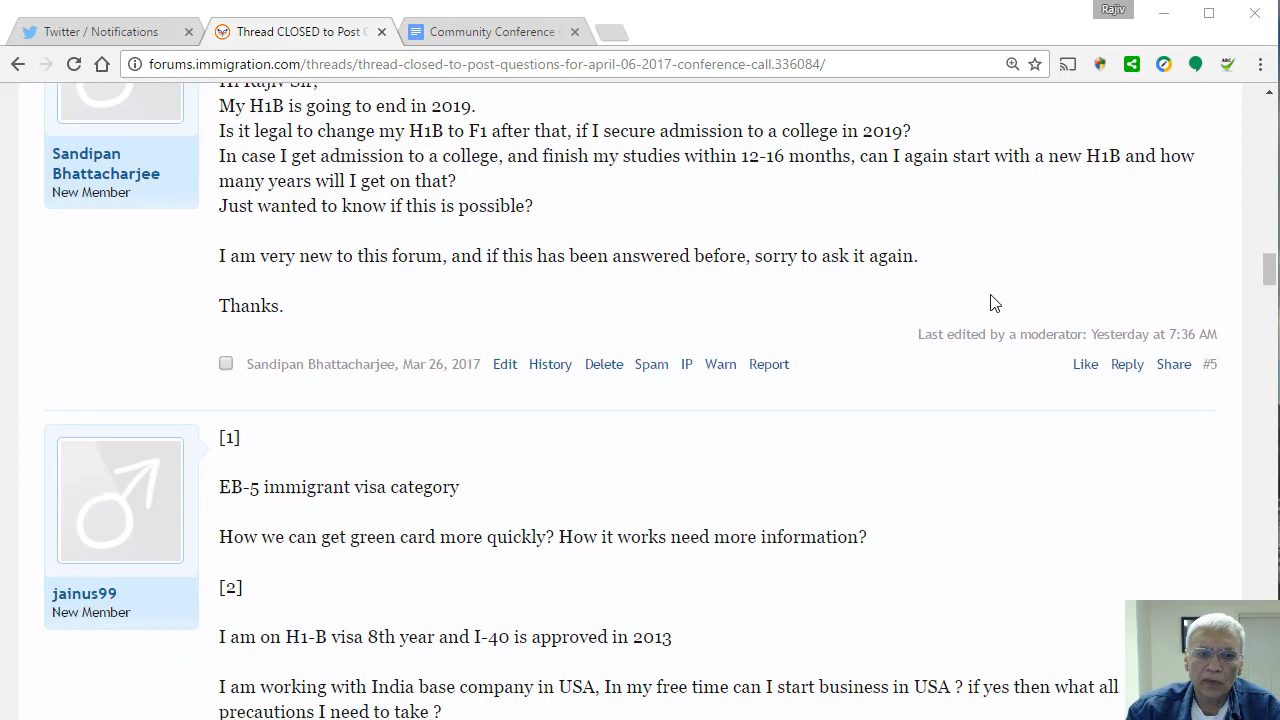 Rajiv
Twitter / Notifications
Thread CLOSED to Post
Community Conference
forums.immigration.com/threads/thread-closed-to-post-questions-for-april-06-2017-conference-call.336084/
ABC
Hi Rajiv Sir,
My H1B is going to end in 2019.
Is it legal to change my H1B to F1 after that, if I secure admission to a college in 2019?
Sandipan
Bhattacharjee
New Member
In case I get admission to a college, and finish my studies within 12-16 months, can I again start with a new H1B and how
many years will I get on that?
Just wanted to know if this is possible?
I am very new to this forum, and if this has been answered before, sorry to ask it again.
Thanks.
Last edited by a moderator: Yesterday at 7:36 AM
Sandipan Bhattacharjee, Mar 26, 2017 Edit History Delete Spam IP Warn Report Like Reply Share #5
[1]
EB-5 immigrant visa category
How we can get green card more quickly? How it works need more information?
[2]
jainus99
New Member
I am on H1-B visa 8th year and I-40 is approved in 2013
I am working with India base company in USA, In my free time can I start business in USA ? if yes then what all
precautions I need to take ?